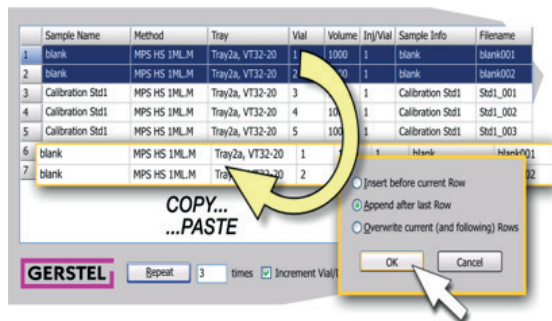 Sample Name Method Tray Vial Volume Inj/Vial Sample Info Filename
1 blank MPS HS 1ML.M Tray2a, VT32-20 1 1000 1 blank blank001
2 blank MPS HS 1ML.M Tray2a, VT32-20 2 1 blank blank002
3 Calibration Std1 MPS HS 1ML.M Tray2a, VT32-20 3 1 Calibration Std1 Std1_001
4 Calibration Std1 MPS HS 1ML.M Tray2a, VT32-20 4 1 Calibration Std1 Std1_002
5 Calibration Std1 MPS HS 1ML.M Tray2a, VT32-20 5 1 Calibration Std1 Std1_003
6 blank MPS HS 1ML.M Tray2a, VT32-20 1 1 blank blank001
7 blank MPS HS 1ML.M 2
Insert before current Row
Append after last Row
Overwrite current (and following) Rows
OK Cancel
COPY...
...PASTE
GERSTEL Repeat 3 times Increment